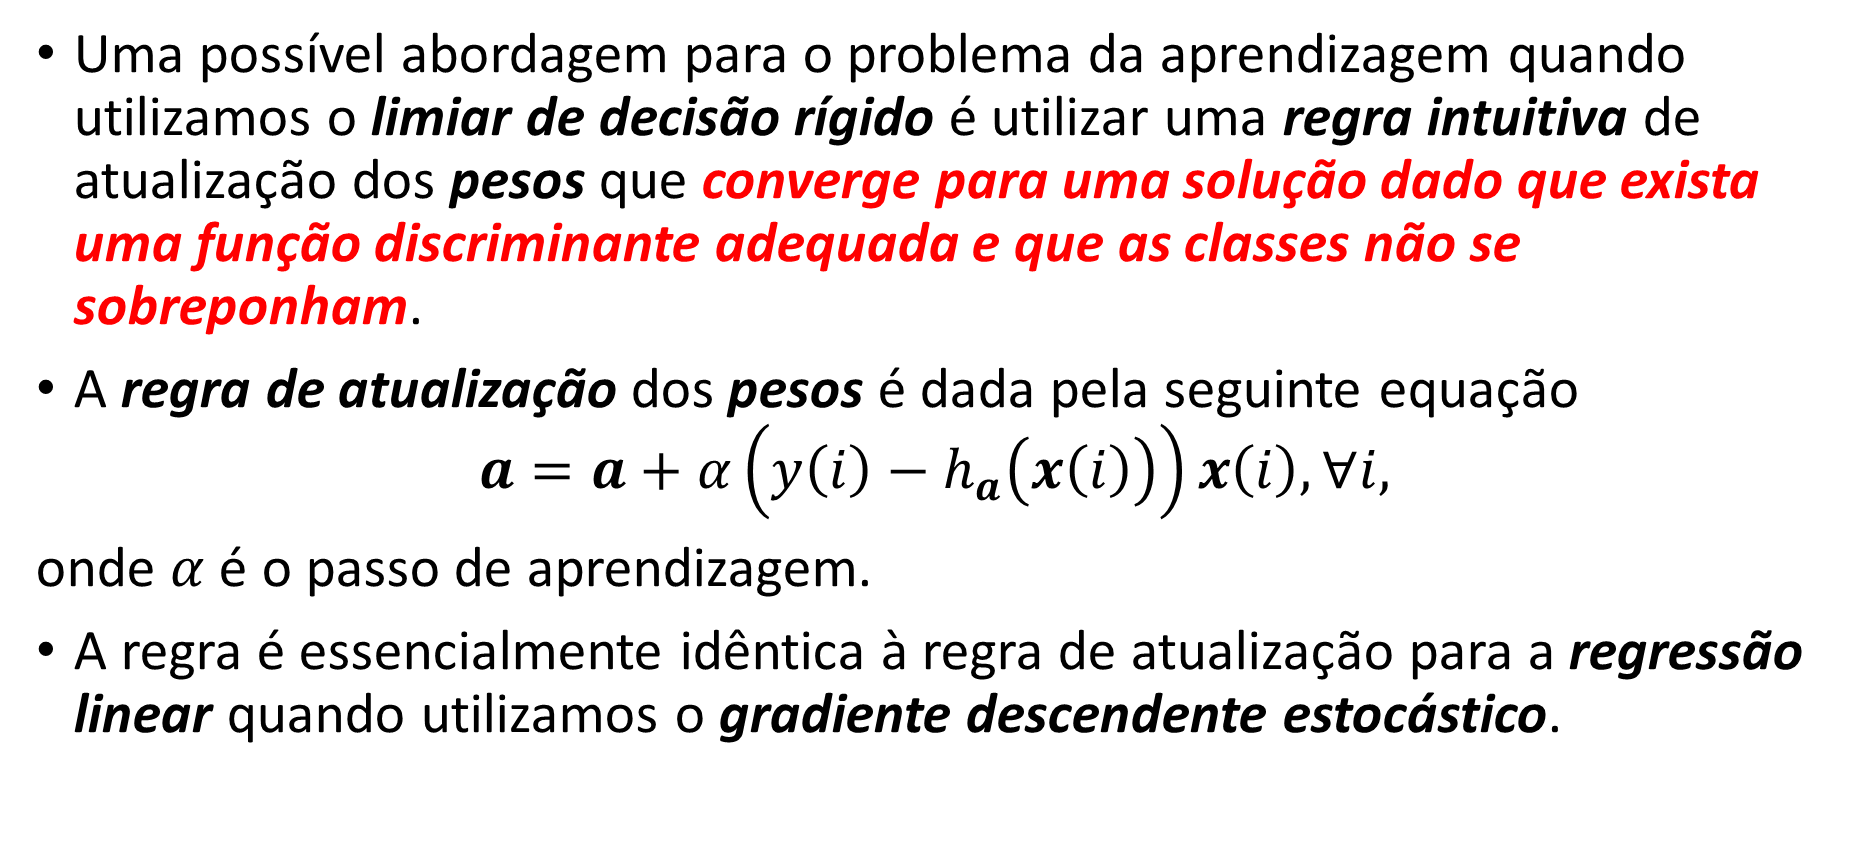 • Uma possível abordagem para o problema da aprendizagem quando
utilizamos o limiar de decisão rígido é utilizar uma regra intuitiva de
atualização dos pesos que converge para uma solução dado que exista
uma função discriminante adequada e que as classes não se
sobreponham.
• A regra de atualização dos pesos é dada pela seguinte equação
𝒂 = 𝒂 + 𝛼(𝑦(𝑖) − ℎ𝒂(𝒙(𝑖)))𝒙(𝑖), ∀𝑖,
onde 𝛼 é o passo de aprendizagem.
• A regra é essencialmente idêntica à regra de atualização para a regressão
linear quando utilizamos o gradiente descendente estocástico.